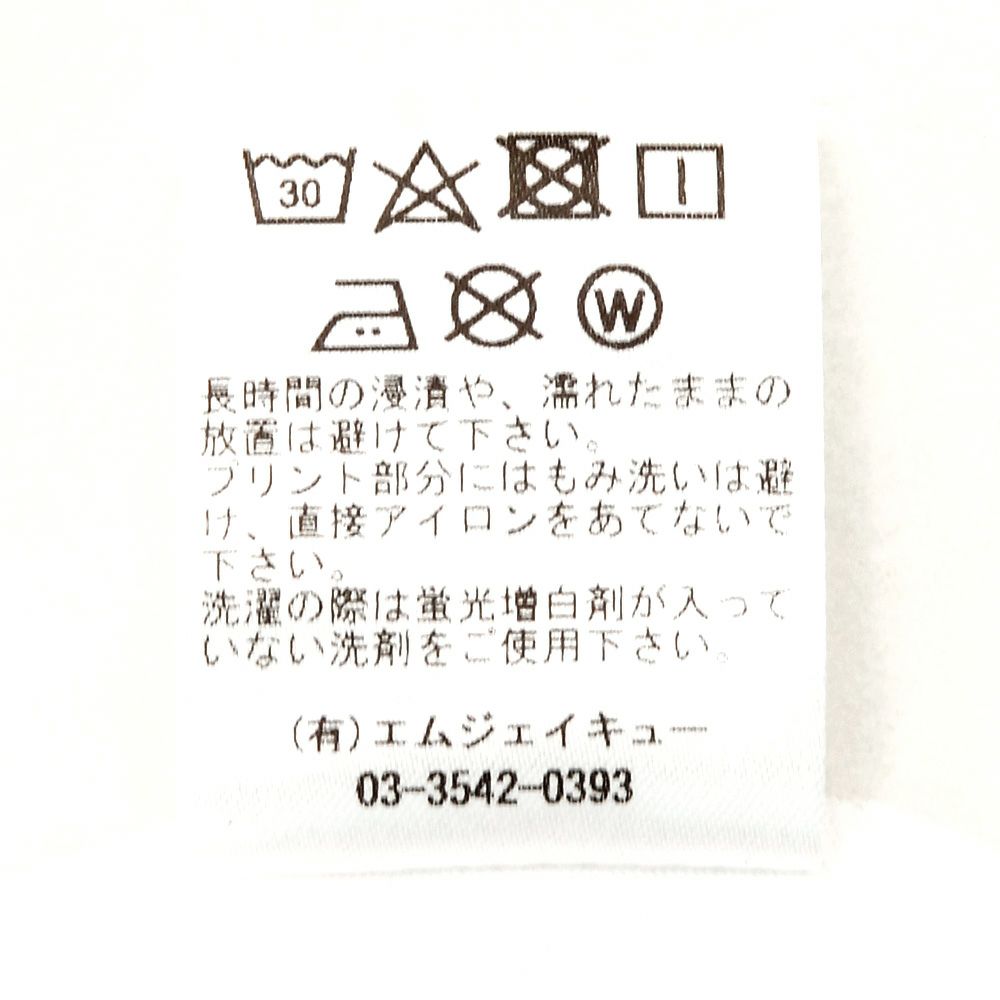 30
W
長時間の浸漬や、濡れたままの
放置は避けて下さい。
プリント部分にはもみ洗いは避
け、直接アイロンをあてないで
下さい。
洗濯の際は蛍光増白剤が入って
いない洗剤をご使用下さい。
(有)エムジェイキュー
03-3542-0393